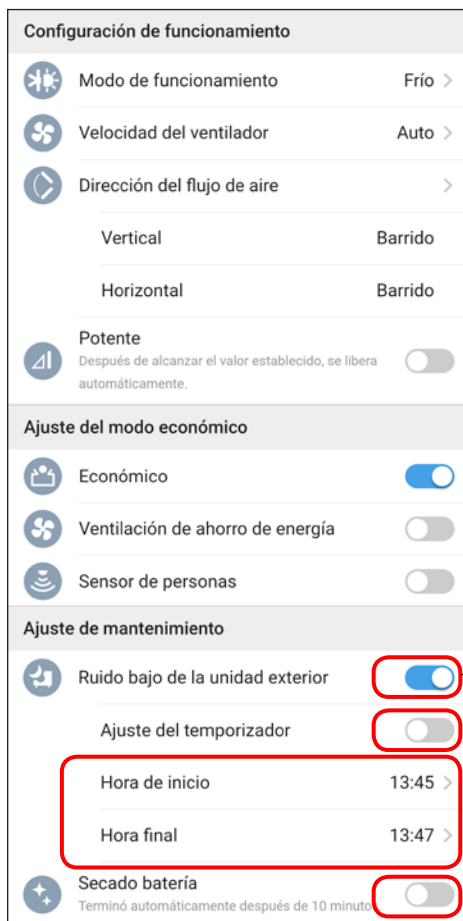 Configuración de funcionamiento
Modo de funcionamiento Frío
Velocidad del ventilador Auto
Dirección del flujo de aire
Vertical Barrido
Horizontal Barrido
Potente
Después de alcanzar el valor establecido, se libera
automáticamente.
Ajuste del modo económico
Económico
Ventilación de ahorro de energía
Sensor de personas
Ajuste de mantenimiento
Ruido bajo de la unidad exterior
Ajuste del temporizador
Hora de inicio 13:45
Hora final 13:47
Secado batería
Terminó automáticamente después de 10 minuto